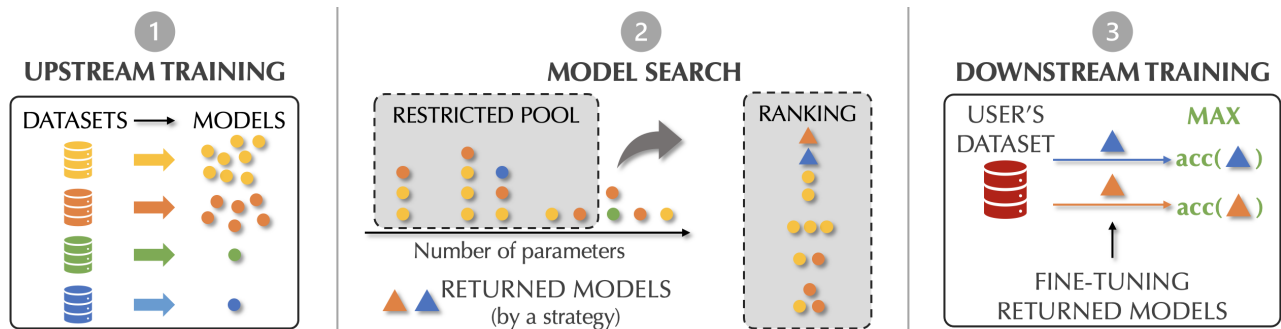 1
UPSTREAM TRAINING
DATASETS MODELS
2
MODEL SEARCH
RESTRICTED POOL
Number of parameters
RETURNED MODELS
(by a strategy)
RANKING
3
DOWNSTREAM TRAINING
USER'S
DATASET
MAX
acc( )
acc( )
FINE-TUNING
RETURNED MODELS